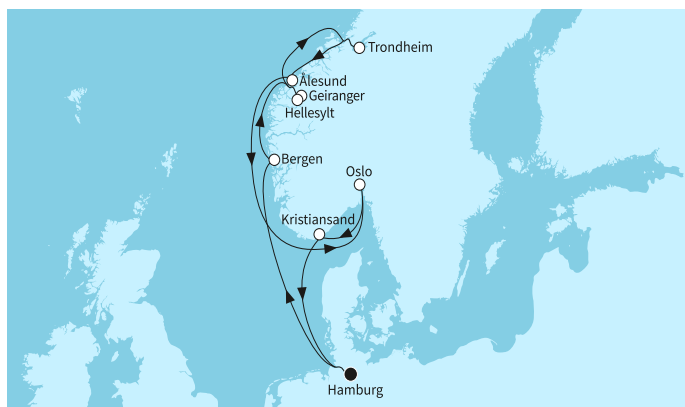 Trondheim
Ålesund
Geiranger
Hellesylt
Bergen
Oslo
Kristiansand
Hamburg